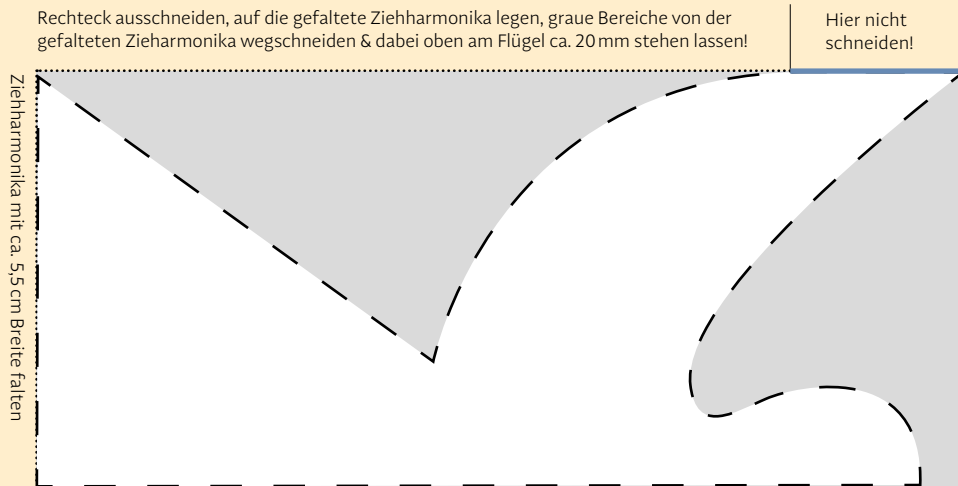 Rechteck ausschneiden, auf die gefaltete Ziehharmonika legen, graue Bereiche von der
gefalteten Zieharmonika wegschneiden & dabei oben am Flügel ca. 20 mm stehen lassen!
Hier nicht
schneiden!
Ziehharmonika mit ca. 5,5 cm Breite falten